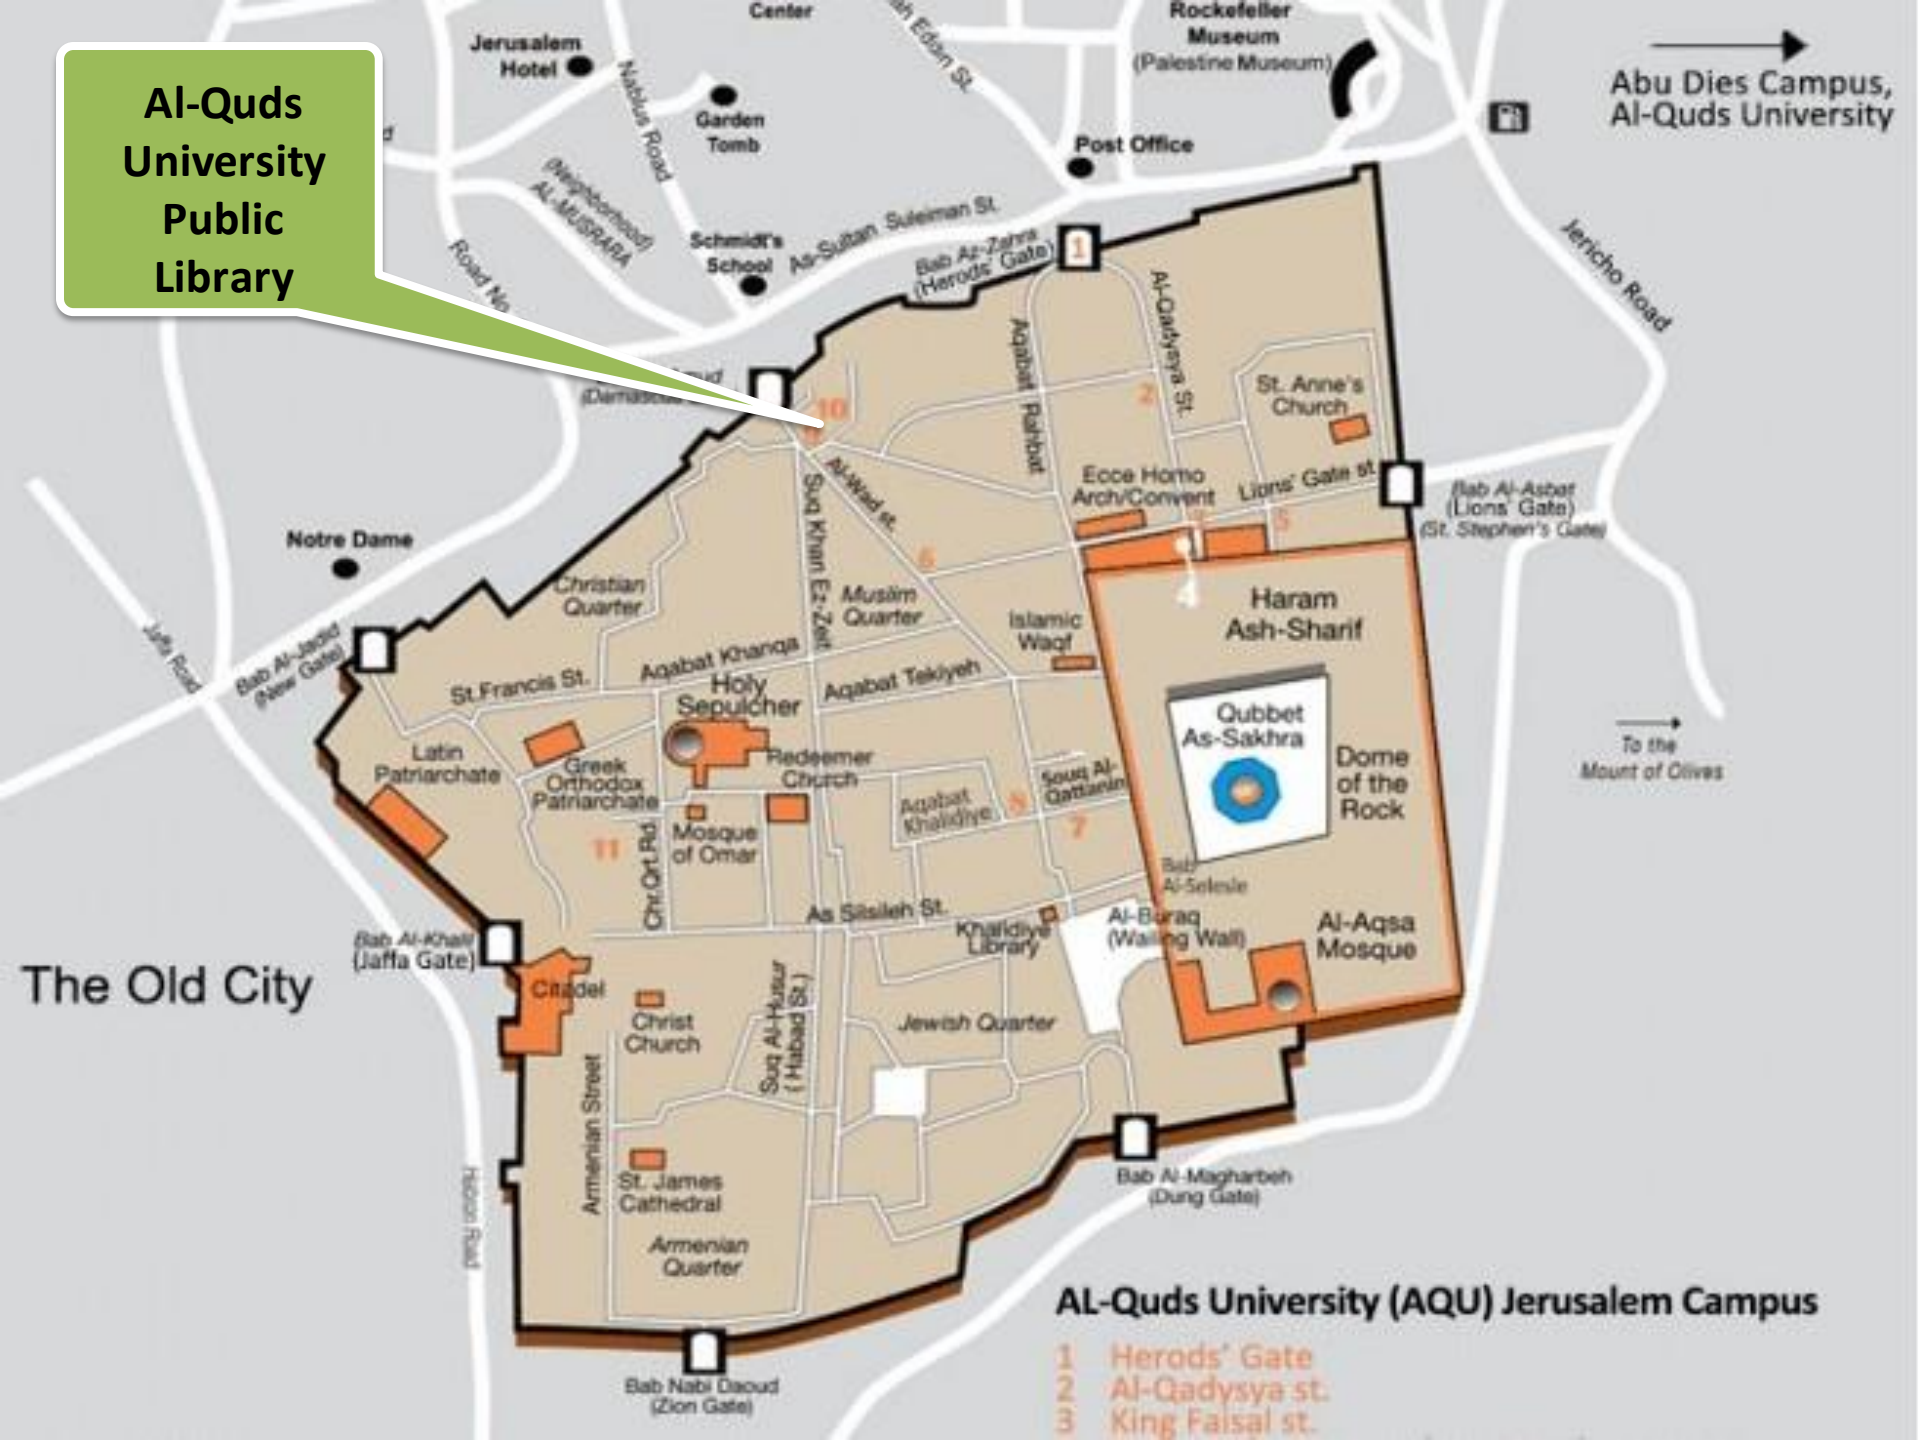 Center
Rockefeller
Museum
(Palestine Museum)
Jerusalem
Hotel
Abu Dies Campus,
Al-Quds University
Al-Quds
University
Public
Library
Nablus Road
Garden
Tomb
Post Office
(Neighborhood)
AL-MUSRARA
Schmidt's
School
As-Sultan Suleiman St.
Bab Az-Zahra
(Herods' Gate)
1
Road No.
Jericho Road
Al-Qadysya St.
Aqabat Rahbat
2
St. Anne's
Church
10
Al-Wad st.
Suq Khan Ez-Zeit
Ecce Homo
Arch/Convent
Lions' Gate st
5
Bab Al-Asbat
(Lions' Gate)
(St. Stephen's Gate)
Notre Dame
6
4
Christian
Quarter
Muslim
Quarter
Islamic
Waqf
Haram
Ash-Sharif
Jaffa Road
Bab Al-Jadid
(New Gate)
St.Francis St.
Aqabat Khanqa
Aqabat Tekiyeh
Holy
Sepulcher
Qubbet
As-Sakhra
Dome
of the
Rock
To the
Mount of Olives
Latin
Patriarchate
Greek
Orthodox
Patriarchate
Redeemer
Church
Souq Al-
Qattanin
Aqabat
Khalidiye
7
11
Mosque
of Omar
Chr.Qrt.Rd.
Bab
Al-Selesle
As Silsileh St.
Khalidiye
Library
Al-Buraq
(Wailing Wall)
Al-Aqsa
Mosque
Bab Al-Khalil
(Jaffa Gate)
The Old City
Citadel
Christ
Church
Suq Al-Husur
( Habad St.)
Jewish Quarter
Armenian Street
St. James
Cathedral
Armenian
Quarter
Hebron Road
Bab Al-Magharbeh
(Dung Gate)
Bab Nabi Daoud
(Zion Gate)
AL-Quds University (AQU) Jerusalem Campus
1 Herods' Gate
2 Al-Qadysya st.
3 King Faisal st.